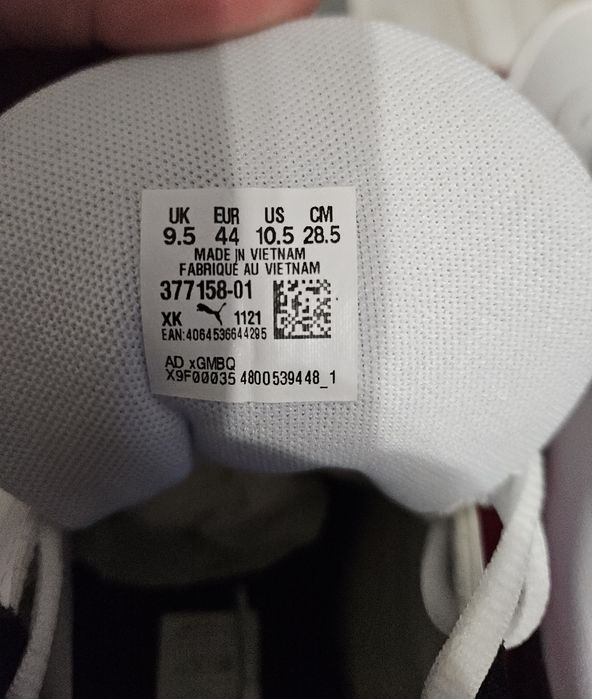 UK EUR US CM
9.5 44 10.5 28.5
MADE IN VIETNAM
FABRIQUÉ AU VIETNAM
377158-01
XK 1121
EAN:4064536644295
AD xGMBQ
X9F00035 4800539448_1